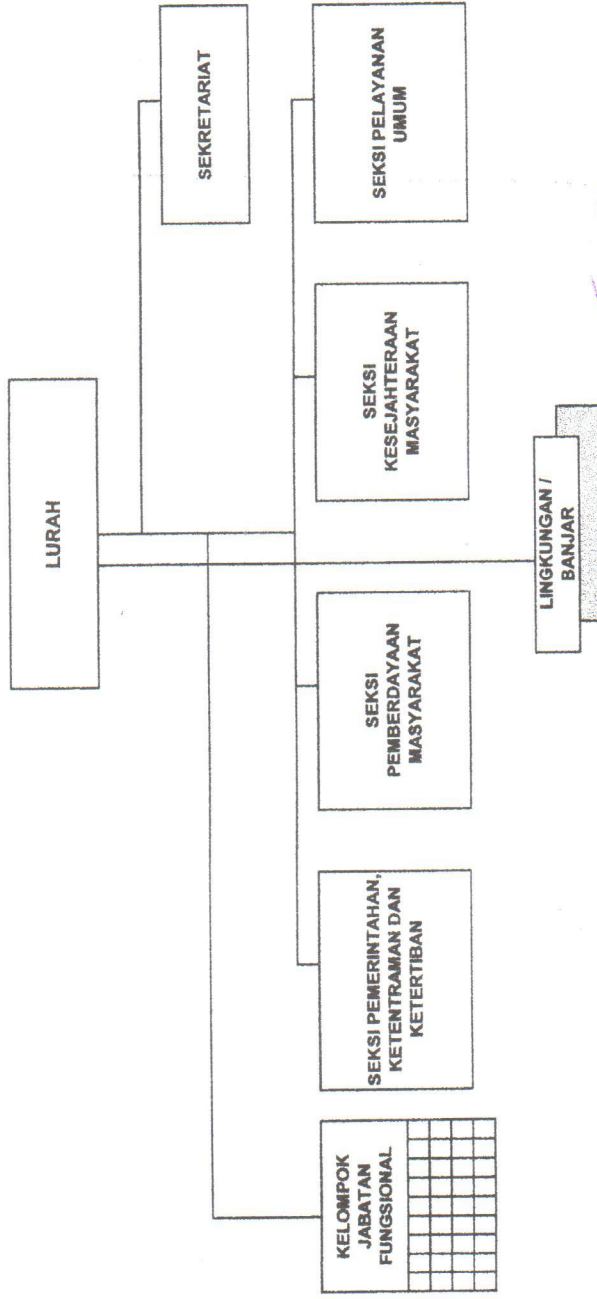 LURAH
SEKRETARIAT
KELOMPOK
JABATAN
FUNGSIONAL
SEKSI PEMERINTAHAN,
KETENTRAMAN DAN
KETERTIBAN
SEKSI
PEMBERDAYAAN
MASYARAKAT
SEKSI
KESEJAHTERAAN
MASYARAKAT
SEKSI PELAYANAN
UMUM
LINGKUNGAN /
BANJAR